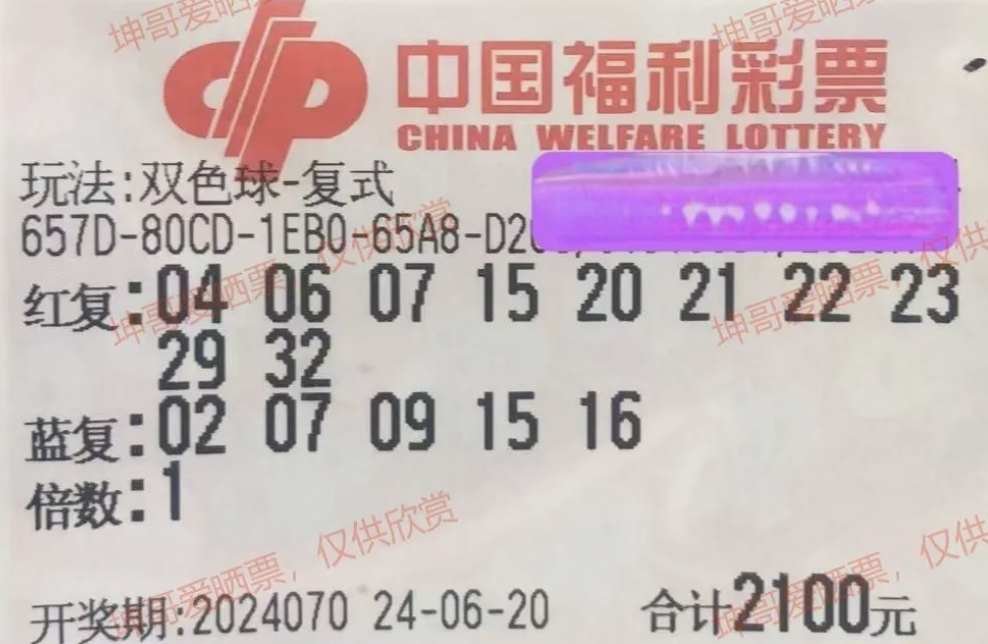 坤哥爱晒票
坤哥爱晒票
中国福利彩票
CHINA WELFARE LOTTERY
玩法:双色球-复式
657D-80CD-1EB0-65A8-D2
坤哥爱晒票，仅供欣赏
坤哥爱晒票，仅供
红复:04 06 07 15 20 21 22 23
29 32
蓝复:02 07 09 15 16
倍数:1
坤哥爱晒票，仅供欣赏
坤哥爱晒票，仅供
开奖期:2024070 24-06-20 合计2100元